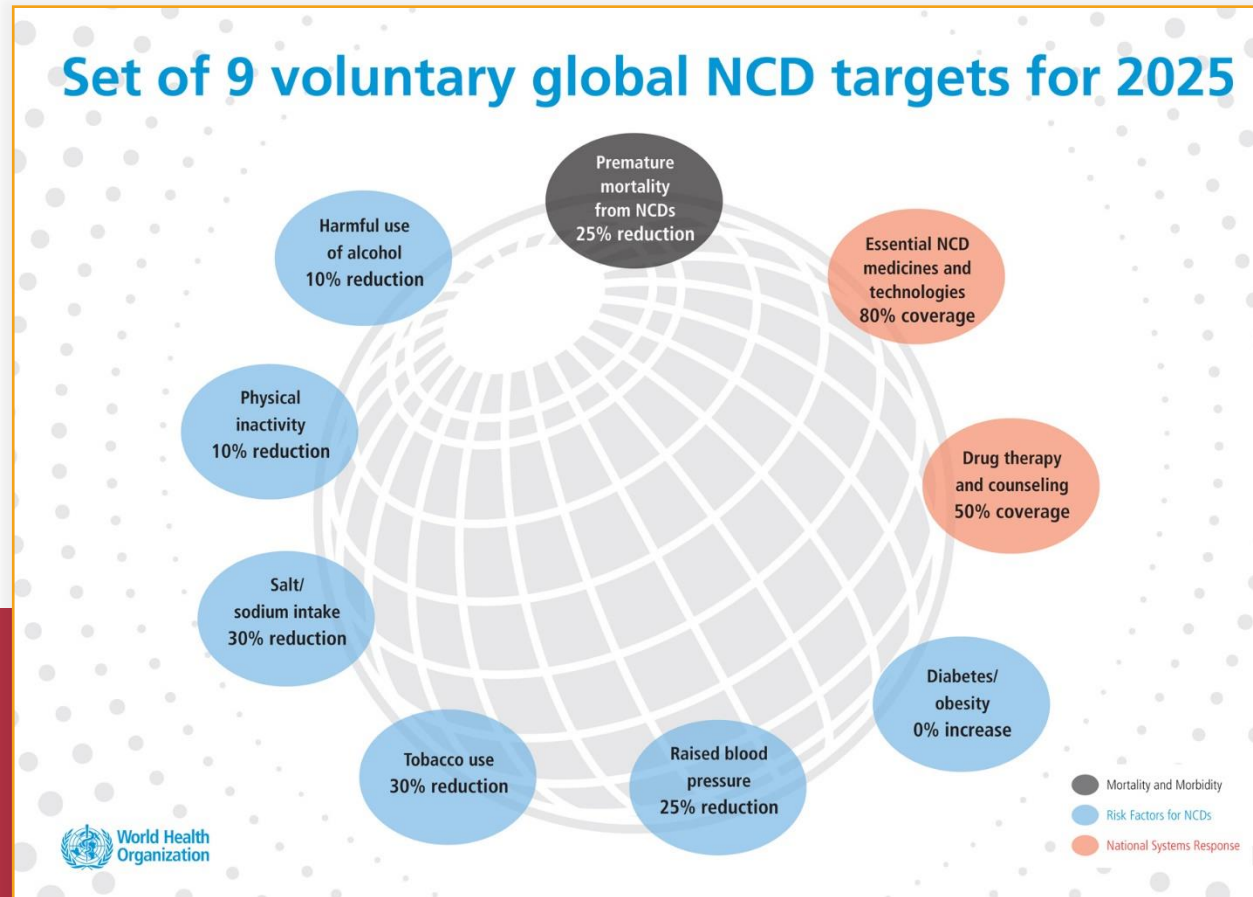 Set of 9 voluntary global NCD targets for 2025
Premature
mortality
from NCDs
25% reduction
Essential NCD
medicines and
technologies
80% coverage
Drug therapy
and counseling
50% coverage
Diabetes/
obesity
0% increase
Raised blood
pressure
25% reduction
Tobacco use
30% reduction
Salt/
sodium intake
30% reduction
Physical
inactivity
10% reduction
Harmful use
of alcohol
10% reduction
Mortality and Morbidity
Risk Factors for NCDs
National Systems Response
World Health
Organization